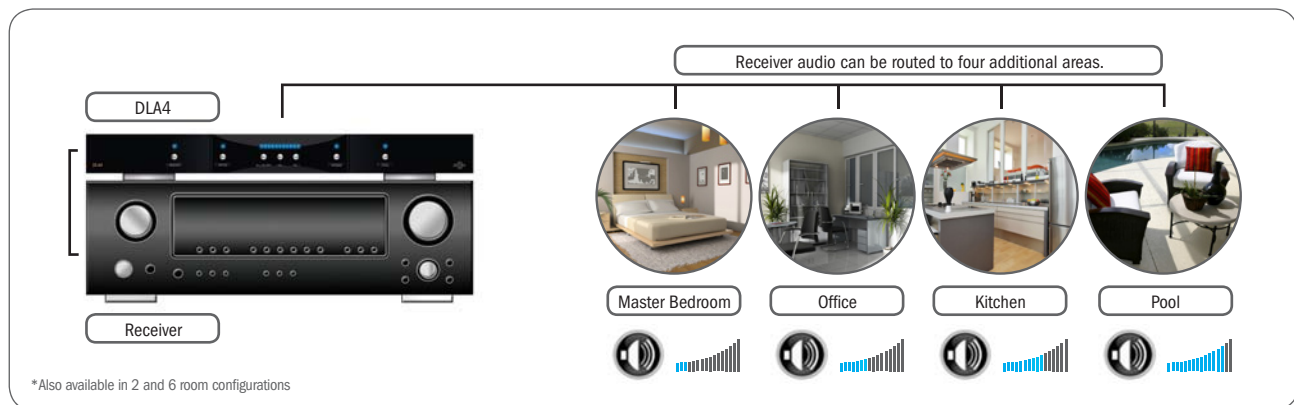 Receiver audio can be routed to four additional areas.
DLA4
Master Bedroom
Office
Kitchen
Pool
Receiver
*Also available in 2 and 6 room configurations